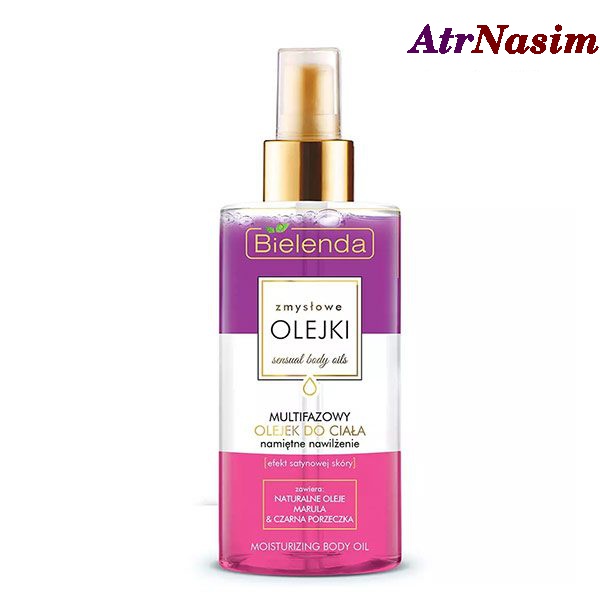 AtrNasim
Bielenda
zmysłowe
OLEJKI
sensual body oils
MULTIFAZOWY
OLEJEK DO CIAŁA
namiętne nawilżenie
[efekt satynowej skóry]
zawiera:
NATURALNE OLEJE
MARULA
& CZARNA PORZECZKA
MOISTURIZING BODY OIL